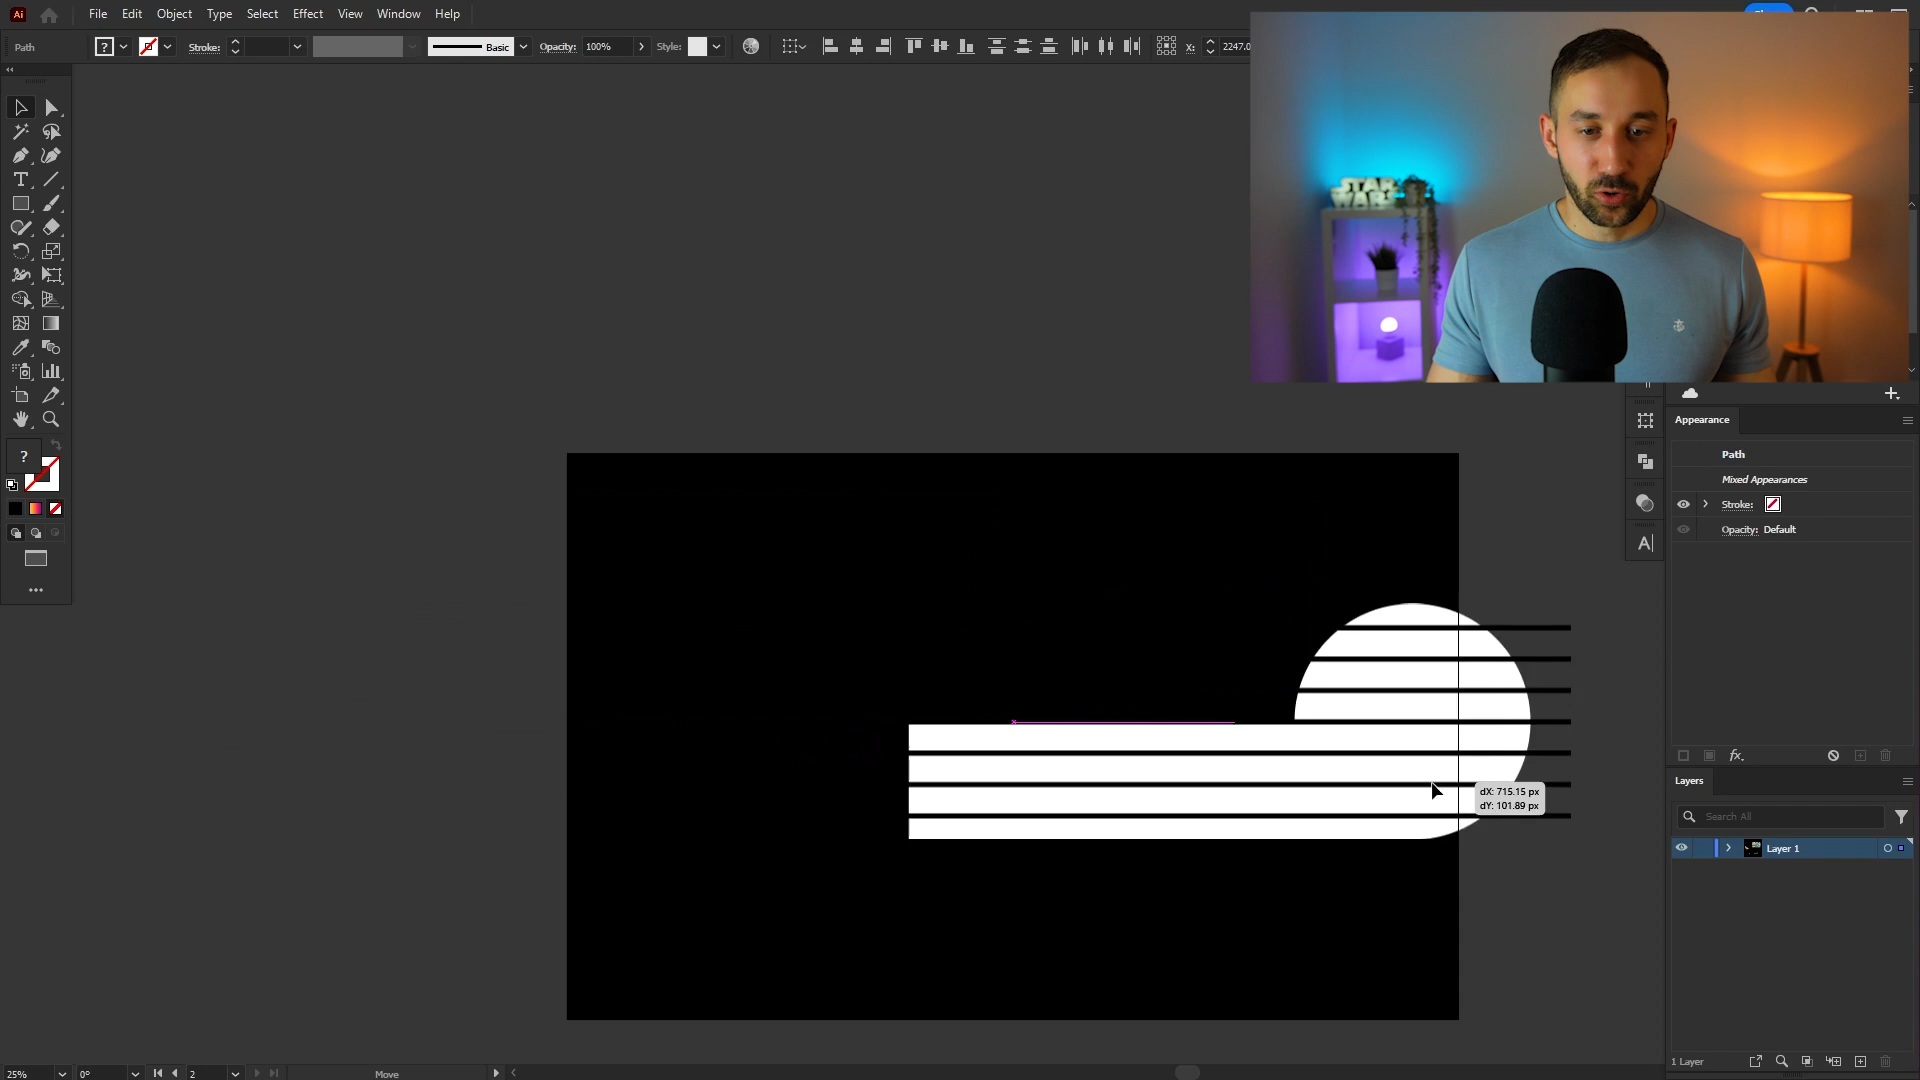 Ai File Edit Object Type Select Effect View Window Help
Path ? Stroke: Basic Opacity: 100% Style: X: 2247.0
STAR
WARS
T
?
A
Appearance
Path
Mixed Appearances
Stroke:
Opacity: Default
fx
dX: 715.15 px
dY: 101.89 px
Layers
Search All
Layer 1
1 Layer
25% 0° 2 Move